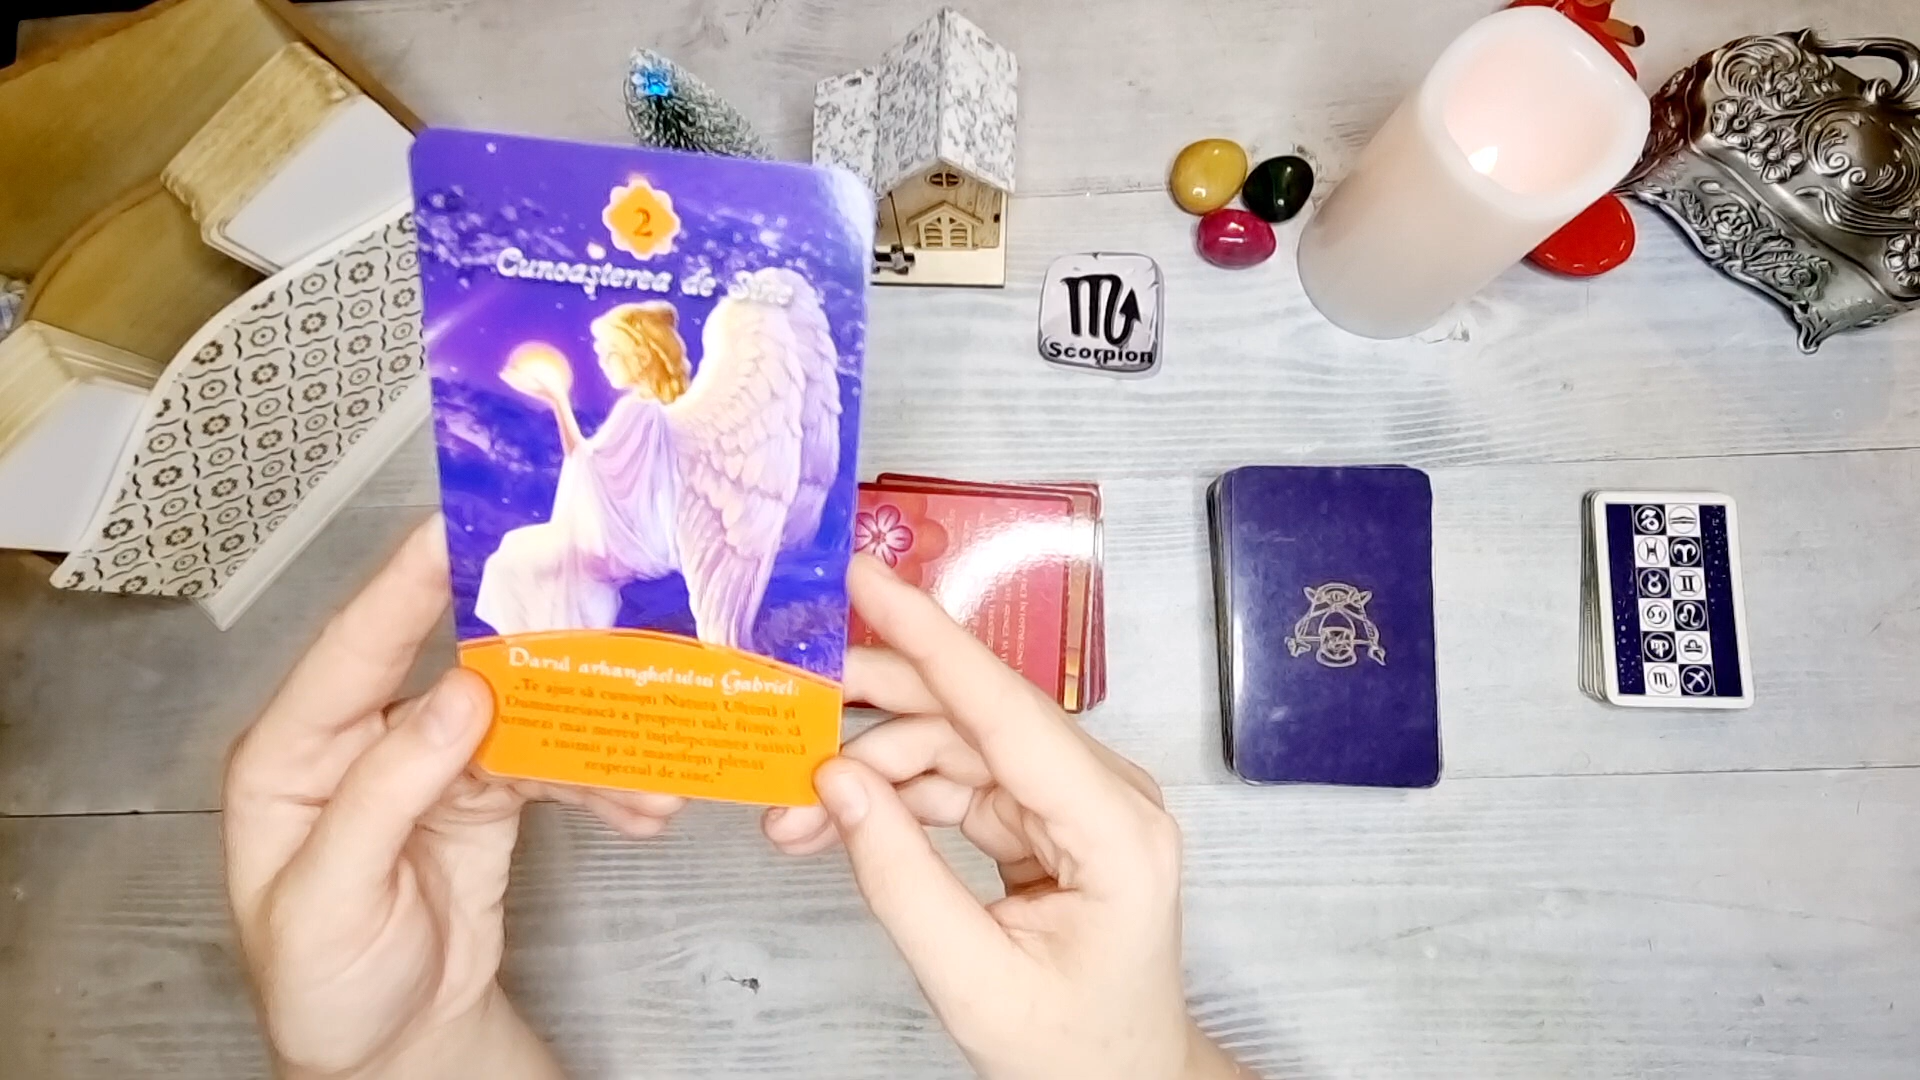 2
Cunoașterea de Sine
Darul arhanghelului Gabriel:
„Te ajut să cunoști Natura Ultimă și
Dumnezeiască a propriei tale ființe, să
urmezi mai mereu înțelepciunea tainică
a inimii și să manifești plenar
respectul de sine."
Scorpion